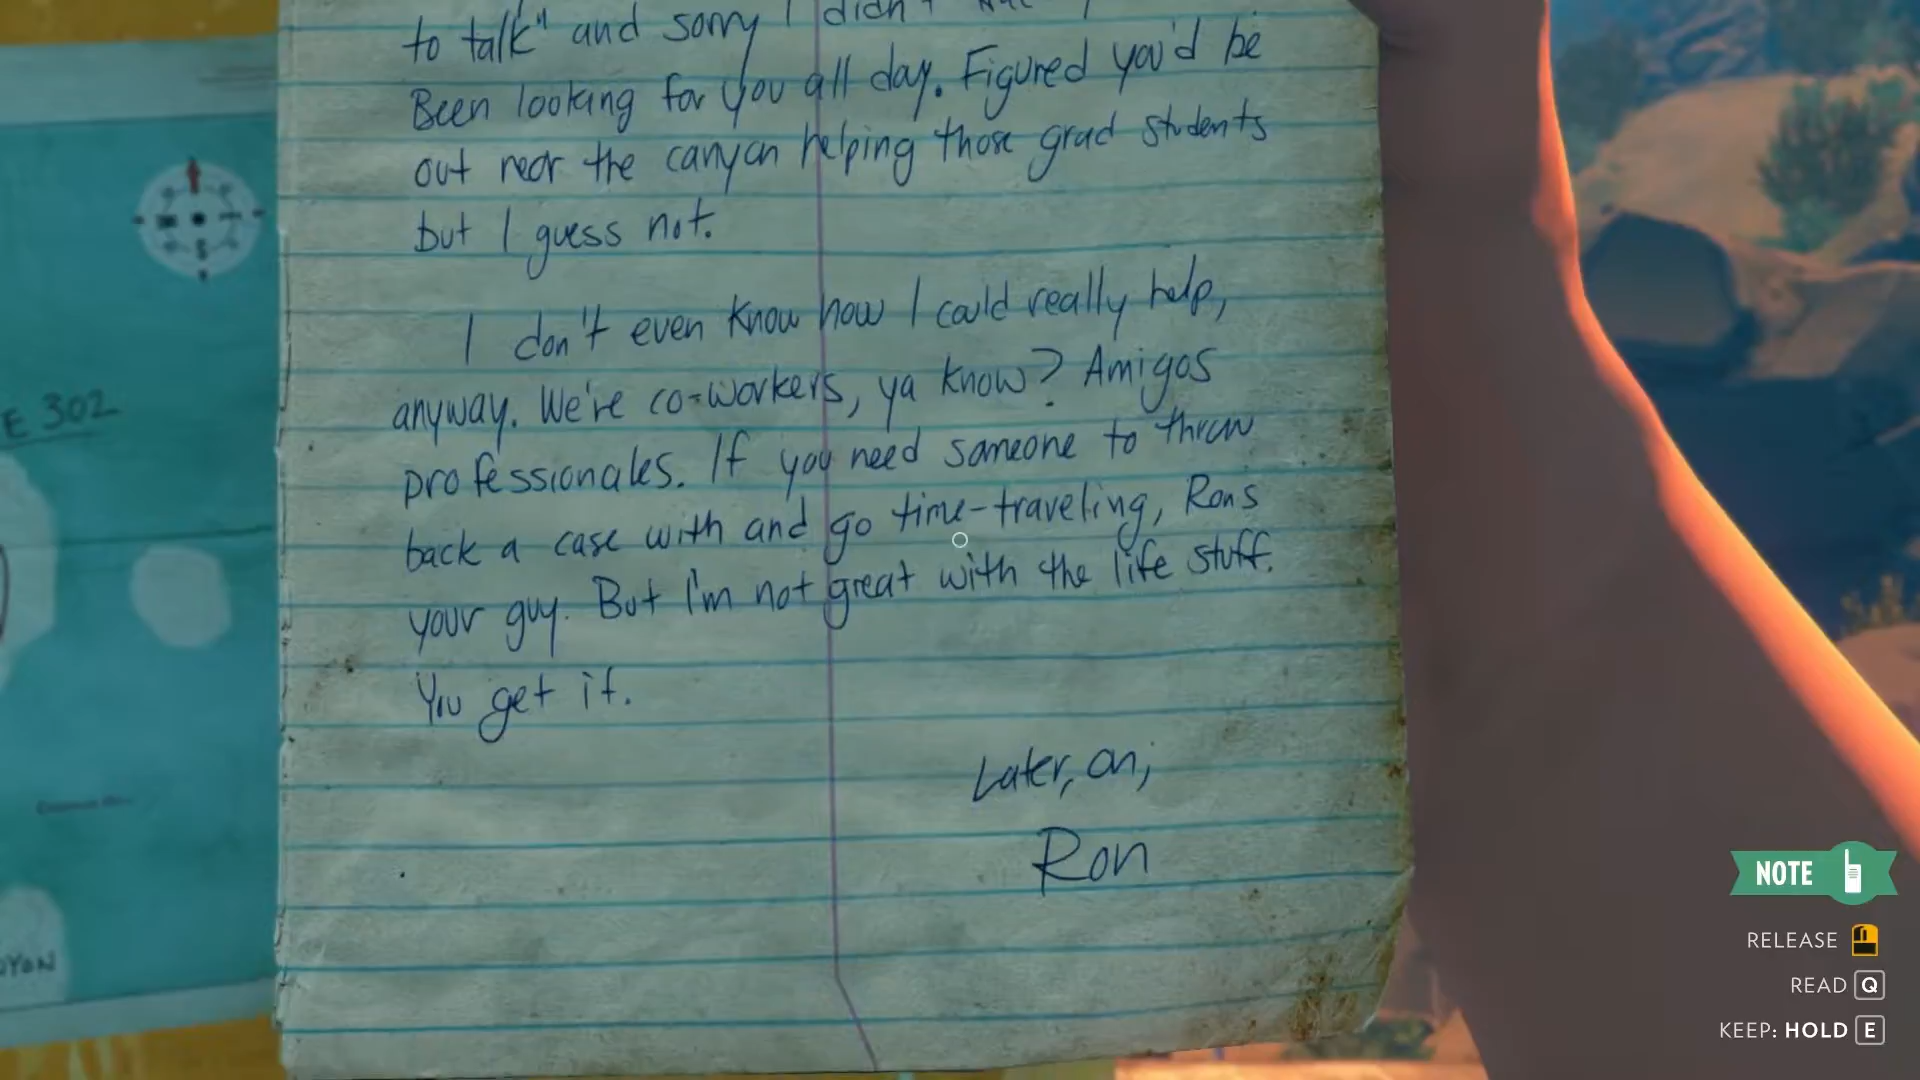 to talk" and sorry I didn't
Been looking for you all day. Figured you'd be
out near the canyon helping those grad students
but I guess not.
I don't even know how I could really help,
anyway. We're co-workers, ya know? Amigos
professionales. If you need someone to throw
back a case with and go time-traveling, Ron's
your guy. But I'm not great with the life stuff.
You get it.
Later, on,
Ron
E 302
NOTE
RELEASE
READ Q
KEEP: HOLD E